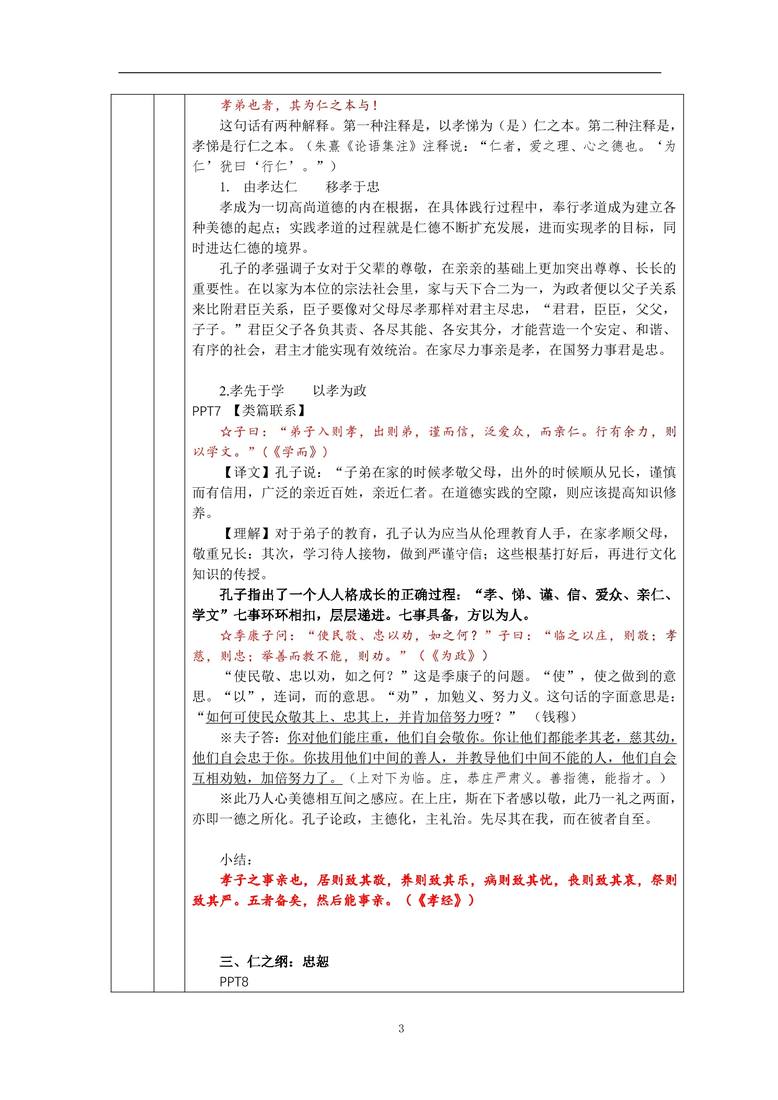 孝弟也者，其为仁之本与！
这句话有两种解释。第一种注释是，以孝悌为（是）仁之本。第二种注释是，
孝悌是行仁之本。（朱熹《论语集注》注释说：“仁者，爱之理、心之德也。‘为
仁’犹曰‘行仁’。”）
1. 由孝达仁 移孝于忠
孝成为一切高尚道德的内在根据，在具体践行过程中，奉行孝道成为建立各
种美德的起点；实践孝道的过程就是仁德不断扩充发展，进而实现孝的目标，同
时进达仁德的境界。
孔子的孝强调子女对于父辈的尊敬，在亲亲的基础上更加突出尊尊、长长的
重要性。在以家为本位的宗法社会里，家与天下合二为一，为政者便以父子关系
来比附君臣关系，臣子要像对父母尽孝那样对君主尽忠，“君君，臣臣，父父，
子子。”君臣父子各负其责、各尽其能、各安其分，才能营造一个安定、和谐、
有序的社会，君主才能实现有效统治。在家尽力事亲是孝，在国努力事君是忠。
2.孝先于学 以孝为政
PPT7 【类篇联系】
☆子曰：“弟子入则孝，出则弟，谨而信，泛爱众，而亲仁。行有余力，则
以学文。”(《学而》)
【译文】孔子说：“子弟在家的时候孝敬父母，出外的时候顺从兄长，谨慎
而有信用，广泛的亲近百姓，亲近仁者。在道德实践的空隙，则应该提高知识修
养。
【理解】对于弟子的教育，孔子认为应当从伦理教育人手，在家孝顺父母，
敬重兄长：其次，学习待人接物，做到严谨守信；这些根基打好后，再进行文化
知识的传授。
孔子指出了一个人人格成长的正确过程：“孝、悌、谨、信、爱众、亲仁、
学文”七事环环相扣，层层递进。七事具备，方以为人。
☆季康子问：“使民敬、忠以劝，如之何？”子曰：“临之以庄，则敬；孝
慈，则忠；举善而教不能，则劝。”（《为政》）
“使民敬、忠以劝，如之何？”这是季康子的问题。“使”，使之做到的意
思。“以”，连词，而的意思。“劝”，加勉义、努力义。这句话的字面意思是：
“如何可使民众敬其上、忠其上，并肯加倍努力呀？” （钱穆）
※夫子答：你对他们能庄重，他们自会敬你。你让他们都能孝其老，慈其幼，
他们自会忠于你。你拔用他们中间的善人，并教导他们中间不能的人，他们自会
互相劝勉，加倍努力了。（上对下为临。庄，恭庄严肃义。善指德，能指才。）
※此乃人心美德相互间之感应。在上庄，斯在下者感以敬，此乃一礼之两面，
亦即一德之所化。孔子论政，主德化，主礼治。先尽其在我，而在彼者自至。
小结：
孝子之事亲也，居则致其敬，养则致其乐，病则致其忧，丧则致其哀，祭则
致其严。五者备矣，然后能事亲。（《孝经》）
三、仁之纲：忠恕
PPT8
3